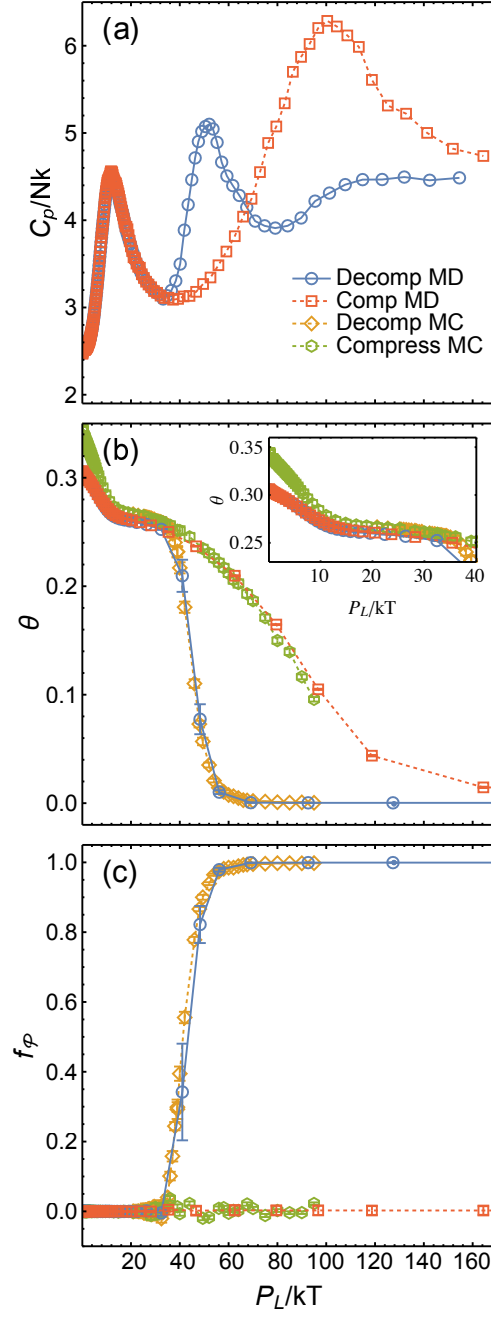 (a)
6
5
4
3
2
C_p/Nk
Decomp MD
Comp MD
Decomp MC
Compress MC
(b)
0.3
0.2
0.1
0.0
θ
0.35
0.30
0.25
θ
10 20 30 40
P_L/kT
(c)
1.0
0.8
0.6
0.4
0.2
0.0
f_𝒫
20 40 60 80 100 120 140 160
P_L/kT